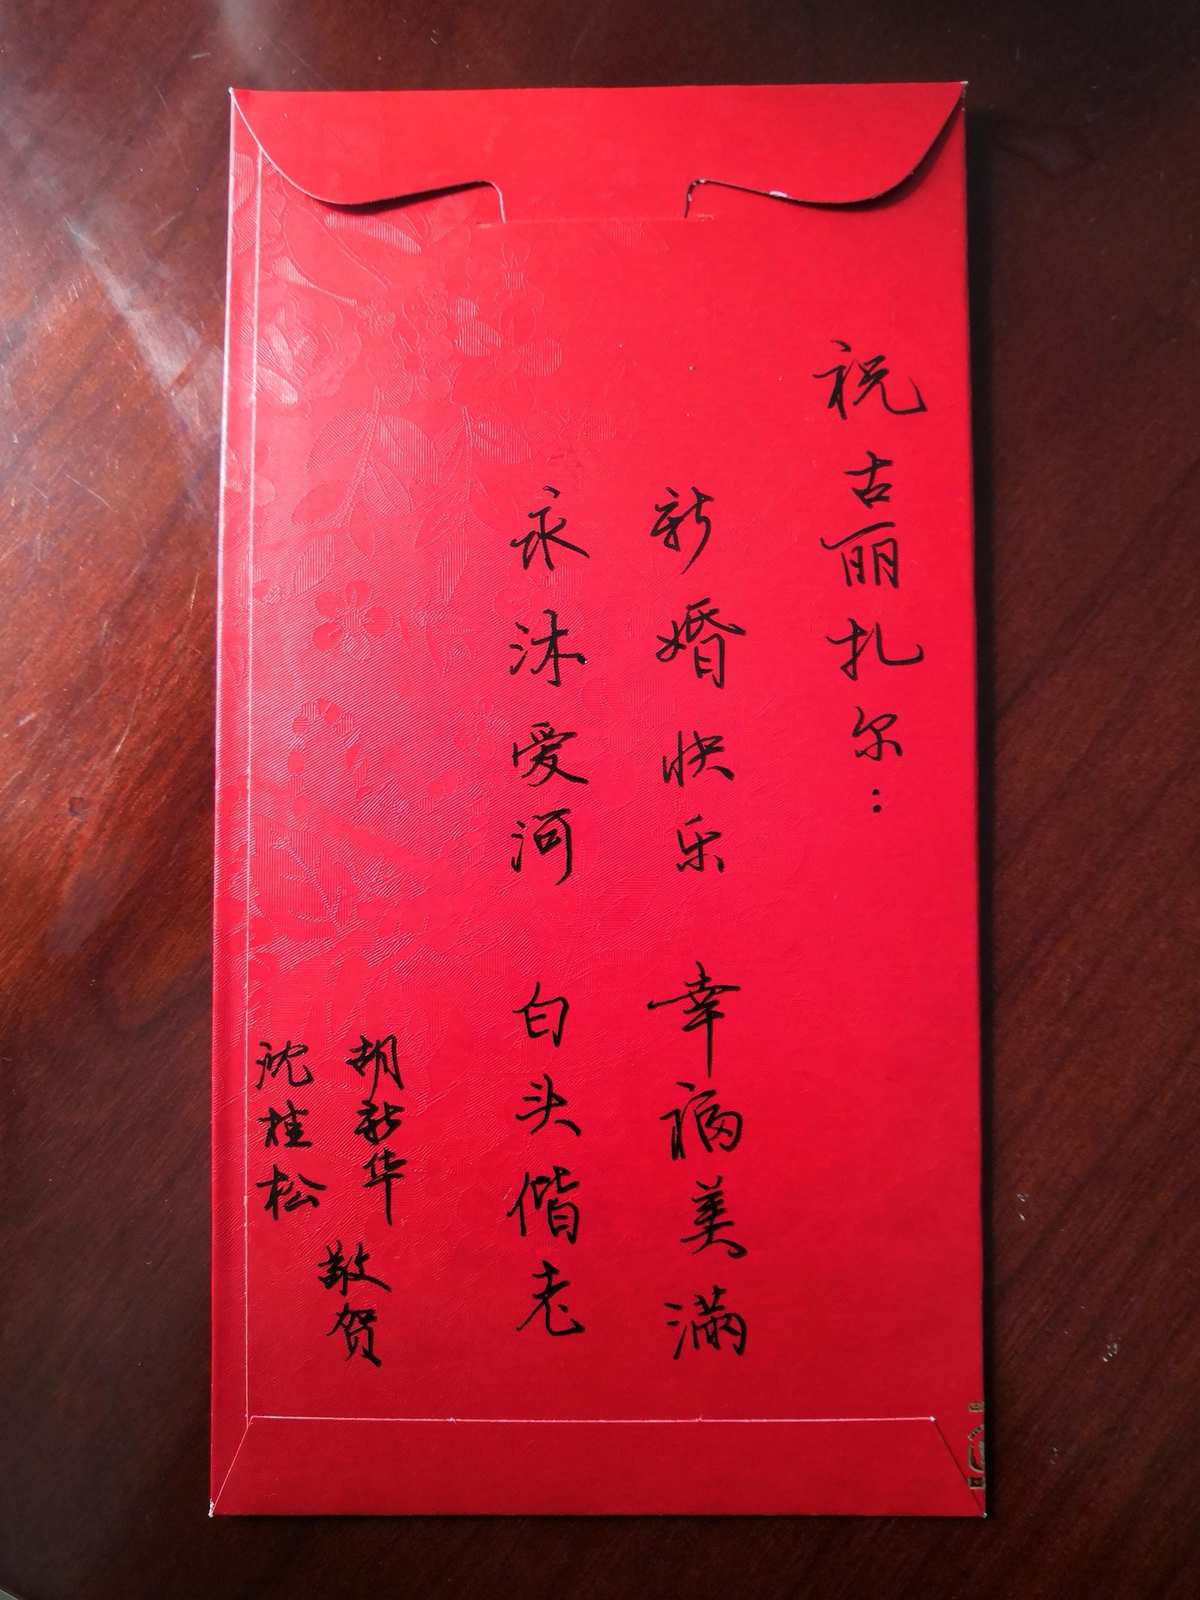 祝古丽扎尔：
新婚快乐 幸福美满
永沐爱河 白头偕老
胡新华
沈桂松
敬贺